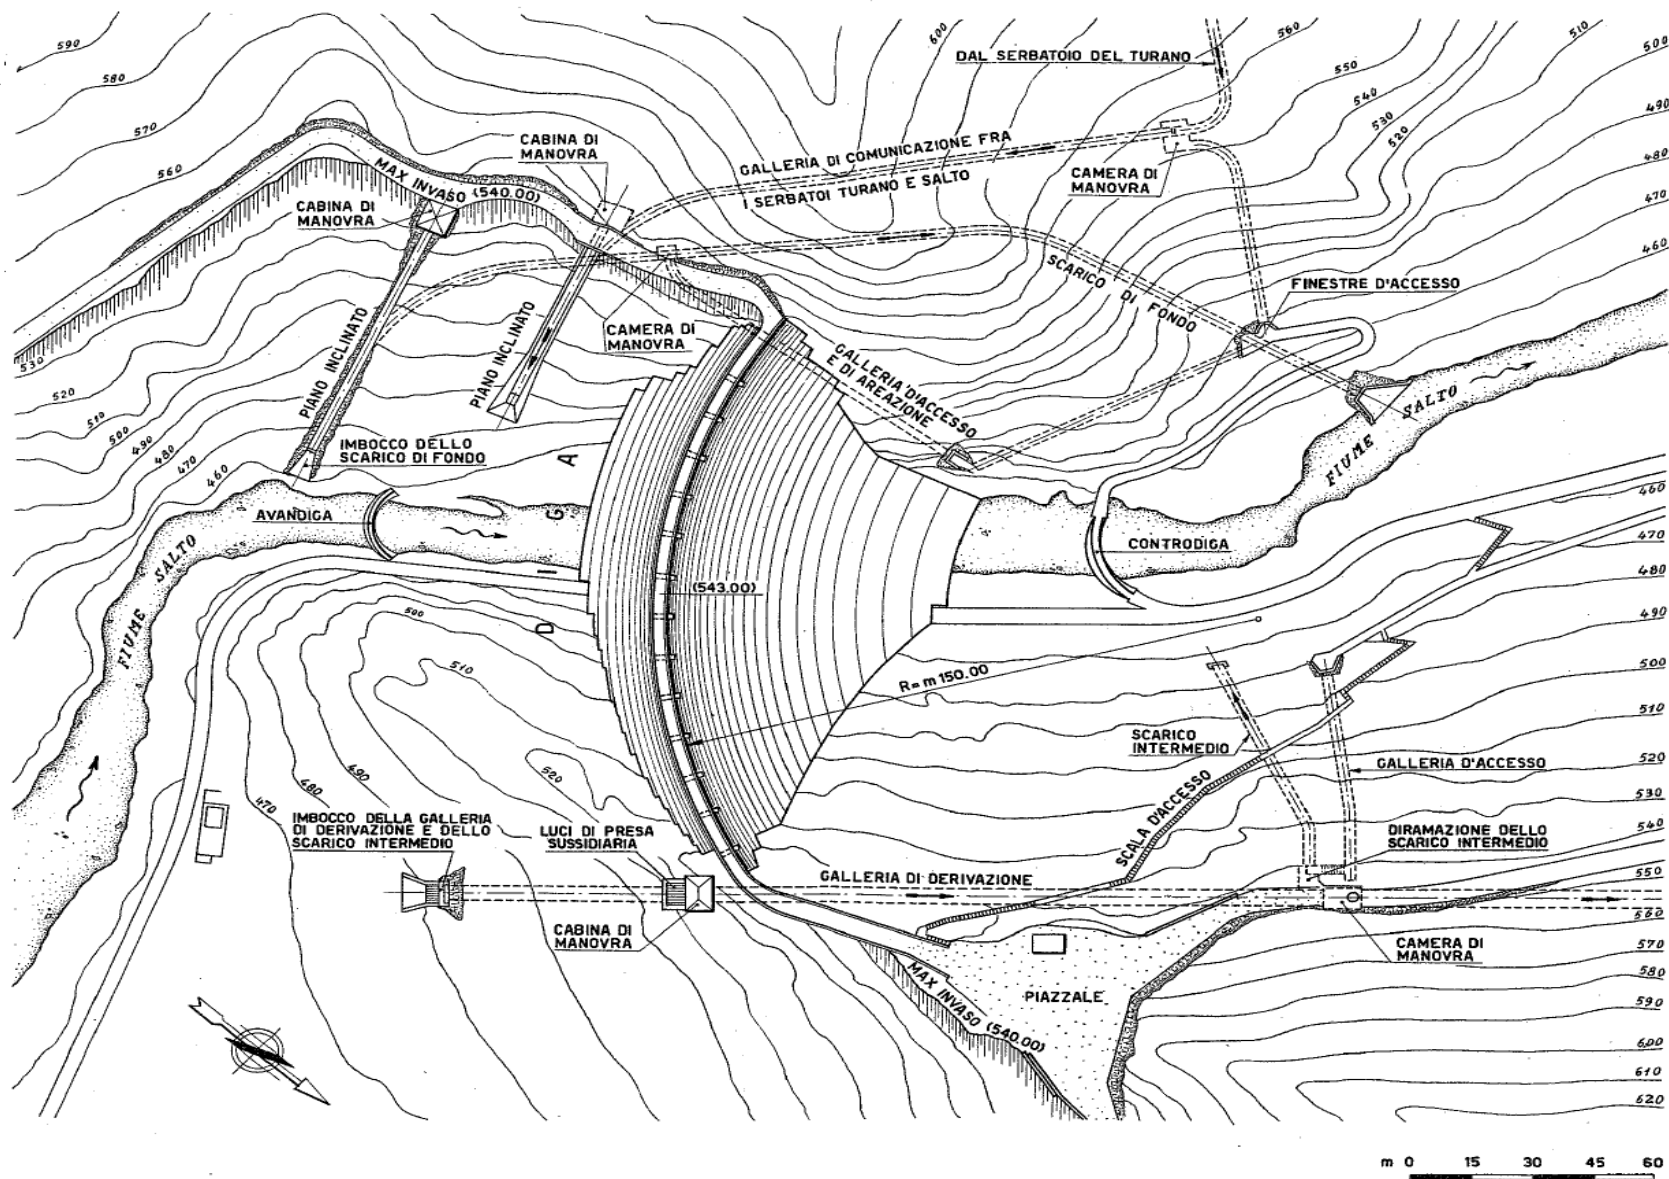 590
580
570
560
600
DAL SERBATOIO DEL TURANO
560
550
540
530
520
510
500
490
480
470
460
CABINA DI
MANOVRA
MAX INVASO (540.00)
CABINA DI
MANOVRA
GALLERIA DI COMUNICAZIONE FRA
I SERBATOI TURANO E SALTO
CAMERA DI
MANOVRA
SCARICO DI FONDO
FINESTRE D'ACCESSO
PIANO INCLINATO
PIANO INCLINATO
CAMERA DI
MANOVRA
GALLERIA D'ACCESSO
E DI AREAZIONE
530
520
510
500
490
480
470
460
IMBOCCO DELLO
SCARICO DI FONDO
AVANDIGA
FIUME SALTO
DIGA
(543.00)
CONTRODIGA
FIUME SALTO
460
470
480
490
500
510
520
530
540
550
560
570
580
590
600
610
620
500
510
520
490
480
470
R=m 150.00
SCARICO
INTERMEDIO
GALLERIA D'ACCESSO
SCALA D'ACCESSO
DIRAMAZIONE DELLO
SCARICO INTERMEDIO
IMBOCCO DELLA GALLERIA
DI DERIVAZIONE E DELLO
SCARICO INTERMEDIO
LUCI DI PRESA
SUSSIDIARIA
GALLERIA DI DERIVAZIONE
CABINA DI
MANOVRA
CAMERA DI
MANOVRA
MAX INVASO (540.00)
PIAZZALE
m 0 15 30 45 60